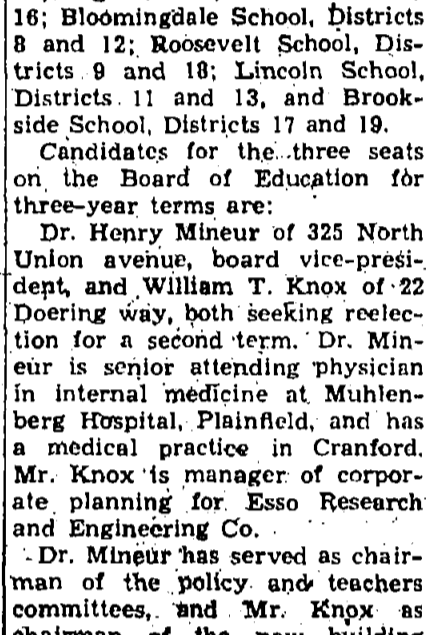 16; Bloomingdale School, Districts
8 and 12; Roosevelt School, Dis-
tricts 9 and 18; Lincoln School,
Districts 11 and 13, and Brook-
side School, Districts 17 and 19.
Candidates for the three seats
on the Board of Education for
three-year terms are:
Dr. Henry Mineur of 325 North
Union avenue, board vice-presi-
dent, and William T. Knox of 22
Doering way, both seeking reelec-
tion for a second term. Dr. Min-
eur is senior attending physician
in internal medicine at Muhlen-
berg Hospital, Plainfield, and has
a medical practice in Cranford.
Mr. Knox is manager of corpor-
ate planning for Esso Research
and Engineering Co.
Dr. Mineur has served as chair-
man of the policy and teachers
committees, and Mr. Knox as
chairman of the new building